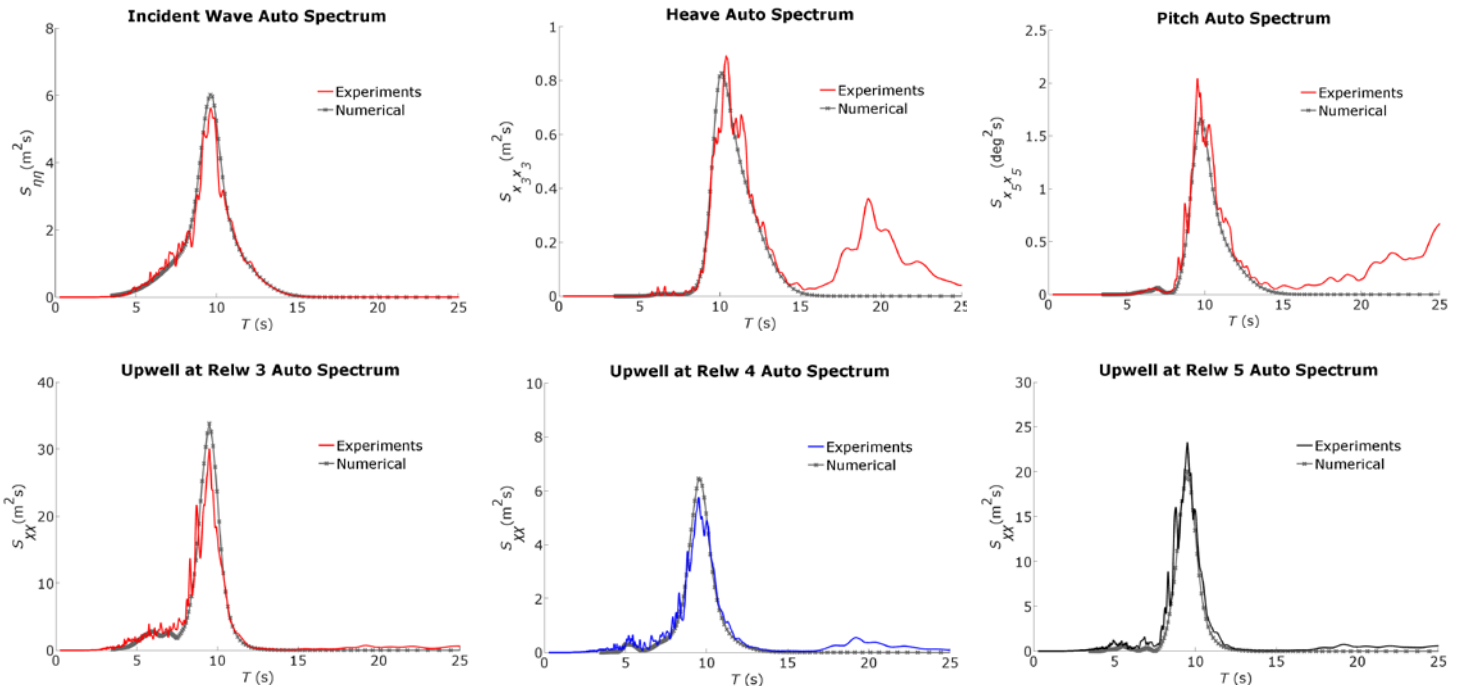 Incident Wave Auto Spectrum
8
6
4
2
0
0 5 10 15 20 25
S_ηη (m²s)
T (s)
Experiments
Numerical
Heave Auto Spectrum
1
0.8
0.6
0.4
0.2
0
0 5 10 15 20 25
S_x₃x₃ (m²s)
T (s)
Experiments
Numerical
Pitch Auto Spectrum
2.5
2
1.5
1
0.5
0
0 5 10 15 20 25
S_x₅x₅ (deg²s)
T (s)
Experiments
Numerical
Upwell at Relw 3 Auto Spectrum
40
30
20
10
0
0 5 10 15 20 25
S_χχ (m²s)
T (s)
Experiments
Numerical
Upwell at Relw 4 Auto Spectrum
10
8
6
4
2
0
0 5 10 15 20 25
S_χχ (m²s)
T (s)
Experiments
Numerical
Upwell at Relw 5 Auto Spectrum
30
25
20
15
10
5
0
0 5 10 15 20 25
S_χχ (m²s)
T (s)
Experiments
Numerical